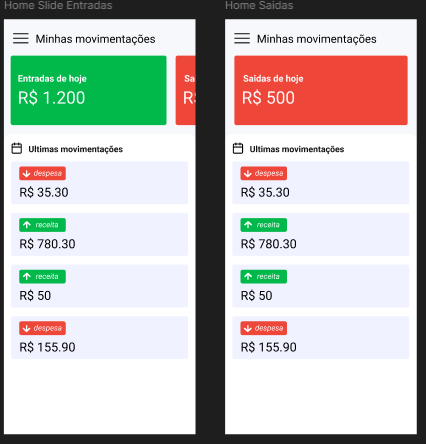 Home Slide Entradas
Minhas movimentações
Entradas de hoje
R$ 1.200
Sa
R$
Ultimas movimentações
despesa
R$ 35.30
receita
R$ 780.30
receita
R$ 50
despesa
R$ 155.90
Home Saidas
Minhas movimentações
Saidas de hoje
R$ 500
Ultimas movimentações
despesa
R$ 35.30
receita
R$ 780.30
receita
R$ 50
despesa
R$ 155.90